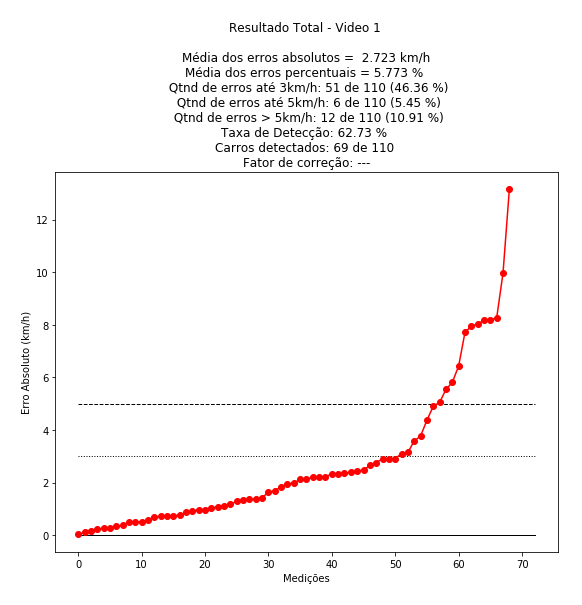 Resultado Total - Video 1
Média dos erros absolutos = 2.723 km/h
Média dos erros percentuais = 5.773 %
Qtnd de erros até 3km/h: 51 de 110 (46.36 %)
Qtnd de erros até 5km/h: 6 de 110 (5.45 %)
Qtnd de erros > 5km/h: 12 de 110 (10.91 %)
Taxa de Detecção: 62.73 %
Carros detectados: 69 de 110
Fator de correção: ---
12
10
8
6
4
2
0
Erro Absoluto (km/h)
0 10 20 30 40 50 60 70
Medições